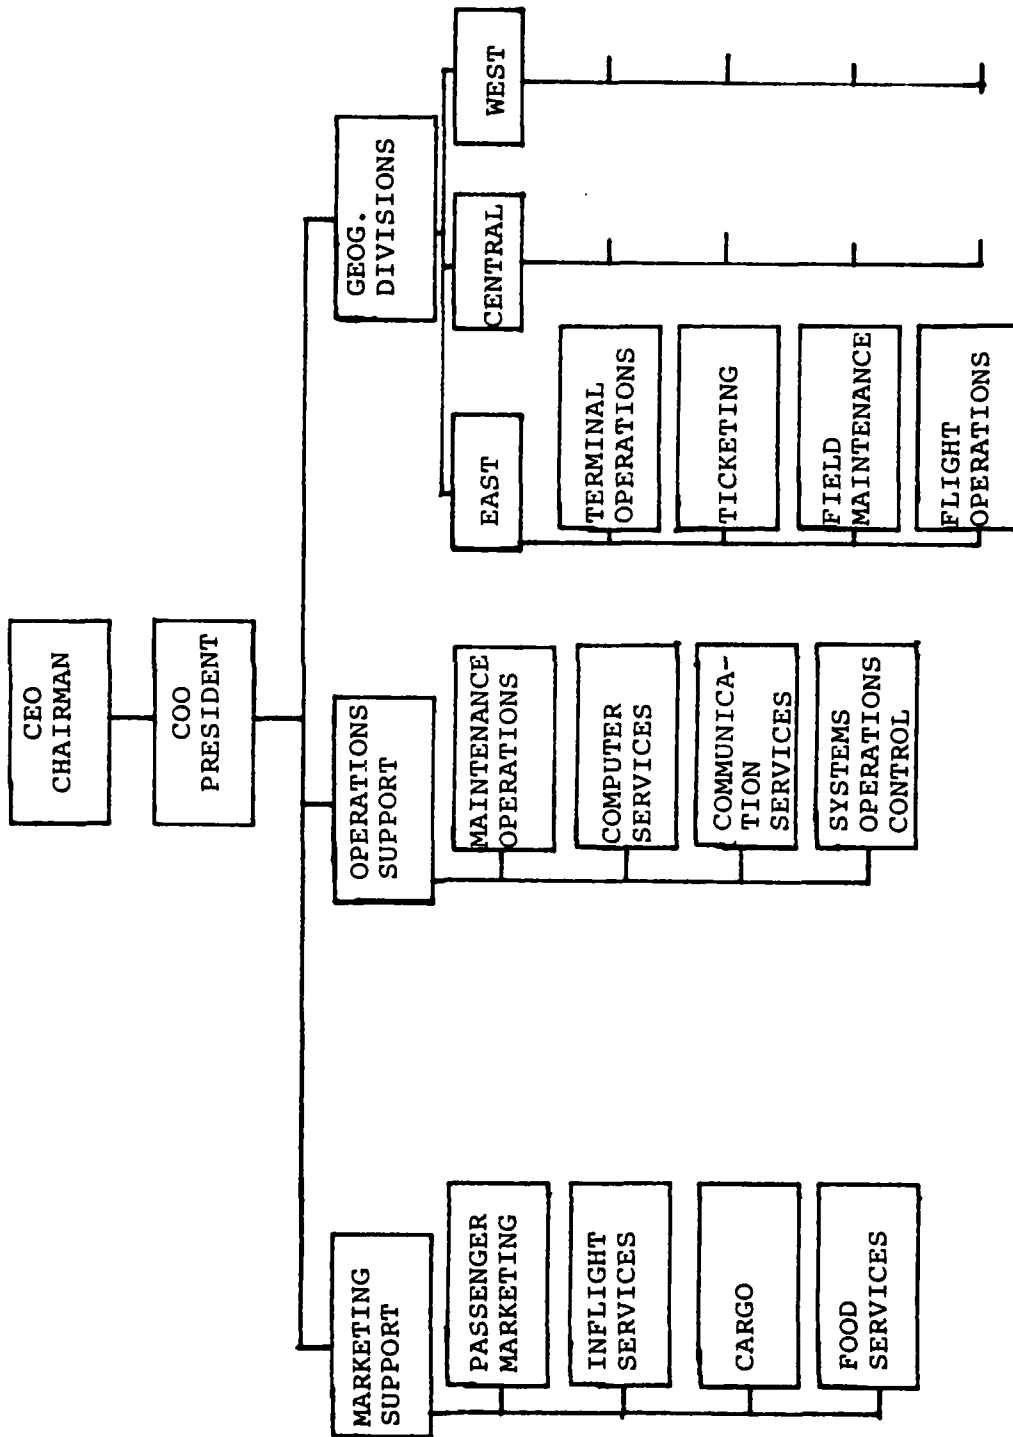 CEO
CHAIRMAN
COO
PRESIDENT
MARKETING
SUPPORT
PASSENGER
MARKETING
INFLIGHT
SERVICES
CARGO
FOOD
SERVICES
OPERATIONS
SUPPORT
MAINTENANCE
OPERATIONS
COMPUTER
SERVICES
COMMUNICA-
TION
SERVICES
SYSTEMS
OPERATIONS
CONTROL
GEOG.
DIVISIONS
EAST
TERMINAL
OPERATIONS
TICKETING
FIELD
MAINTENANCE
FLIGHT
OPERATIONS
CENTRAL
WEST